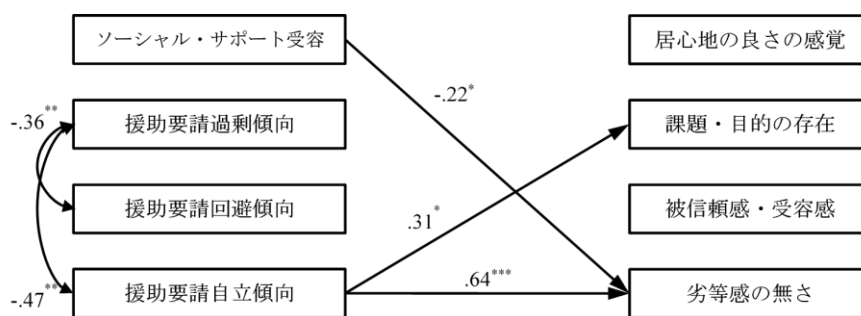 ソーシャル・サポート受容
居心地の良さの感覚
-.22*
-.36**
援助要請過剰傾向
課題・目的の存在
援助要請回避傾向
被信頼感・受容感
.31*
.64***
-.47**
援助要請自立傾向
劣等感の無さ